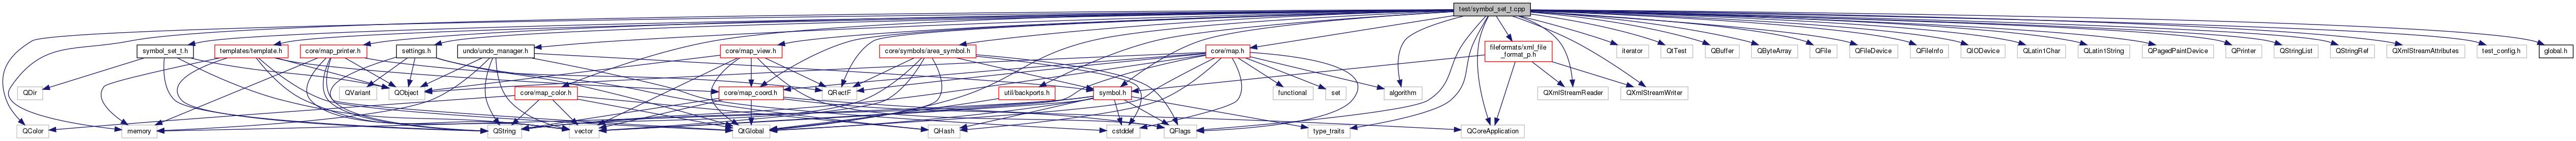 test/symbol_set_t.cpp
symbol_set_t.h
templates/template.h
core/map_printer.h
settings.h
undo/undo_manager.h
core/map_view.h
core/symbols/area_symbol.h
core/map.h
fileformats/xml_file
_format_p.h
iterator
QtTest
QBuffer
QByteArray
QFile
QFileDevice
QFileInfo
QIODevice
QLatin1Char
QLatin1String
QPagedPaintDevice
QPrinter
QStringList
QStringRef
QXmlStreamAttributes
test_config.h
global.h
QDir
QVariant
QObject
core/map_color.h
core/map_coord.h
QRectF
util/backports.h
symbol.h
functional
set
algorithm
QXmlStreamReader
QXmlStreamWriter
QColor
memory
QString
vector
QtGlobal
QHash
cstddef
QFlags
type_traits
QCoreApplication